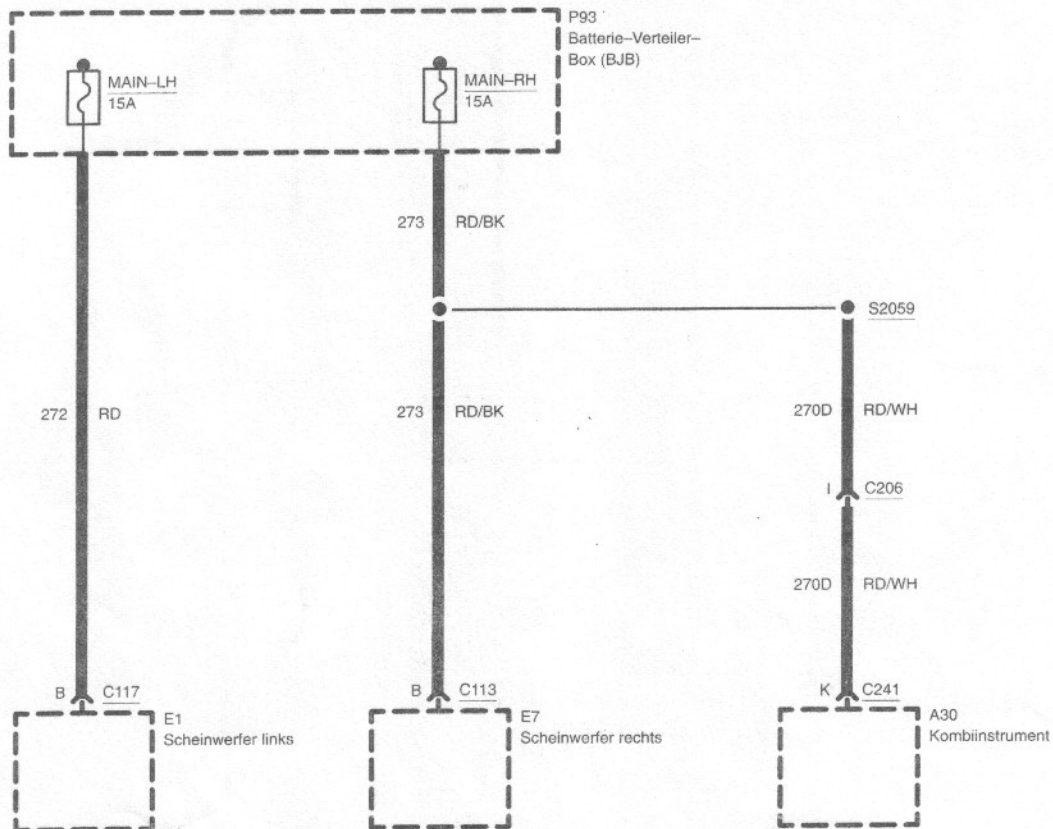 P93
Batterie–Verteiler–
Box (BJB)
MAIN–LH
15A
MAIN–RH
15A
273 RD/BK
S2059
272 RD
273 RD/BK
270D RD/WH
I C206
270D RD/WH
B C117
B C113
K C241
E1
Scheinwerfer links
E7
Scheinwerfer rechts
A30
Kombiinstrument